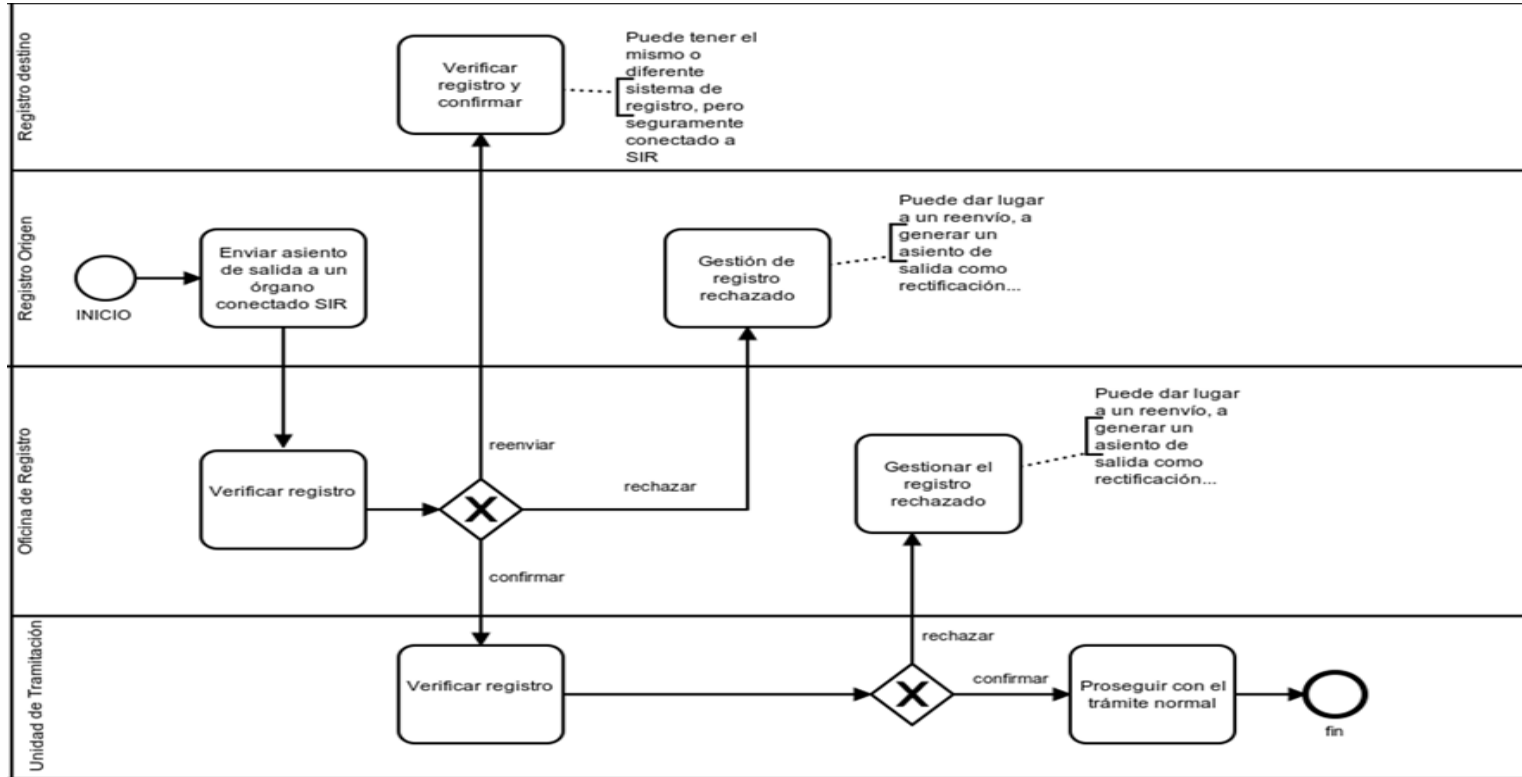 Registro destino
Verificar
registro y
confirmar
Puede tener el
mismo o
diferente
sistema de
registro, pero
seguramente
conectado a
SIR
Registro Origen
INICIO
Enviar asiento
de salida a un
órgano
conectado SIR
Gestión de
registro
rechazado
Puede dar lugar
a un reenvío, a
generar un
asiento de
salida como
rectificación...
Oficina de Registro
Verificar registro
reenviar
rechazar
confirmar
Gestionar el
registro
rechazado
Puede dar lugar
a un reenvío, a
generar un
asiento de
salida como
rectificación...
Unidad de Tramitación
Verificar registro
rechazar
confirmar
Proseguir con el
trámite normal
fin